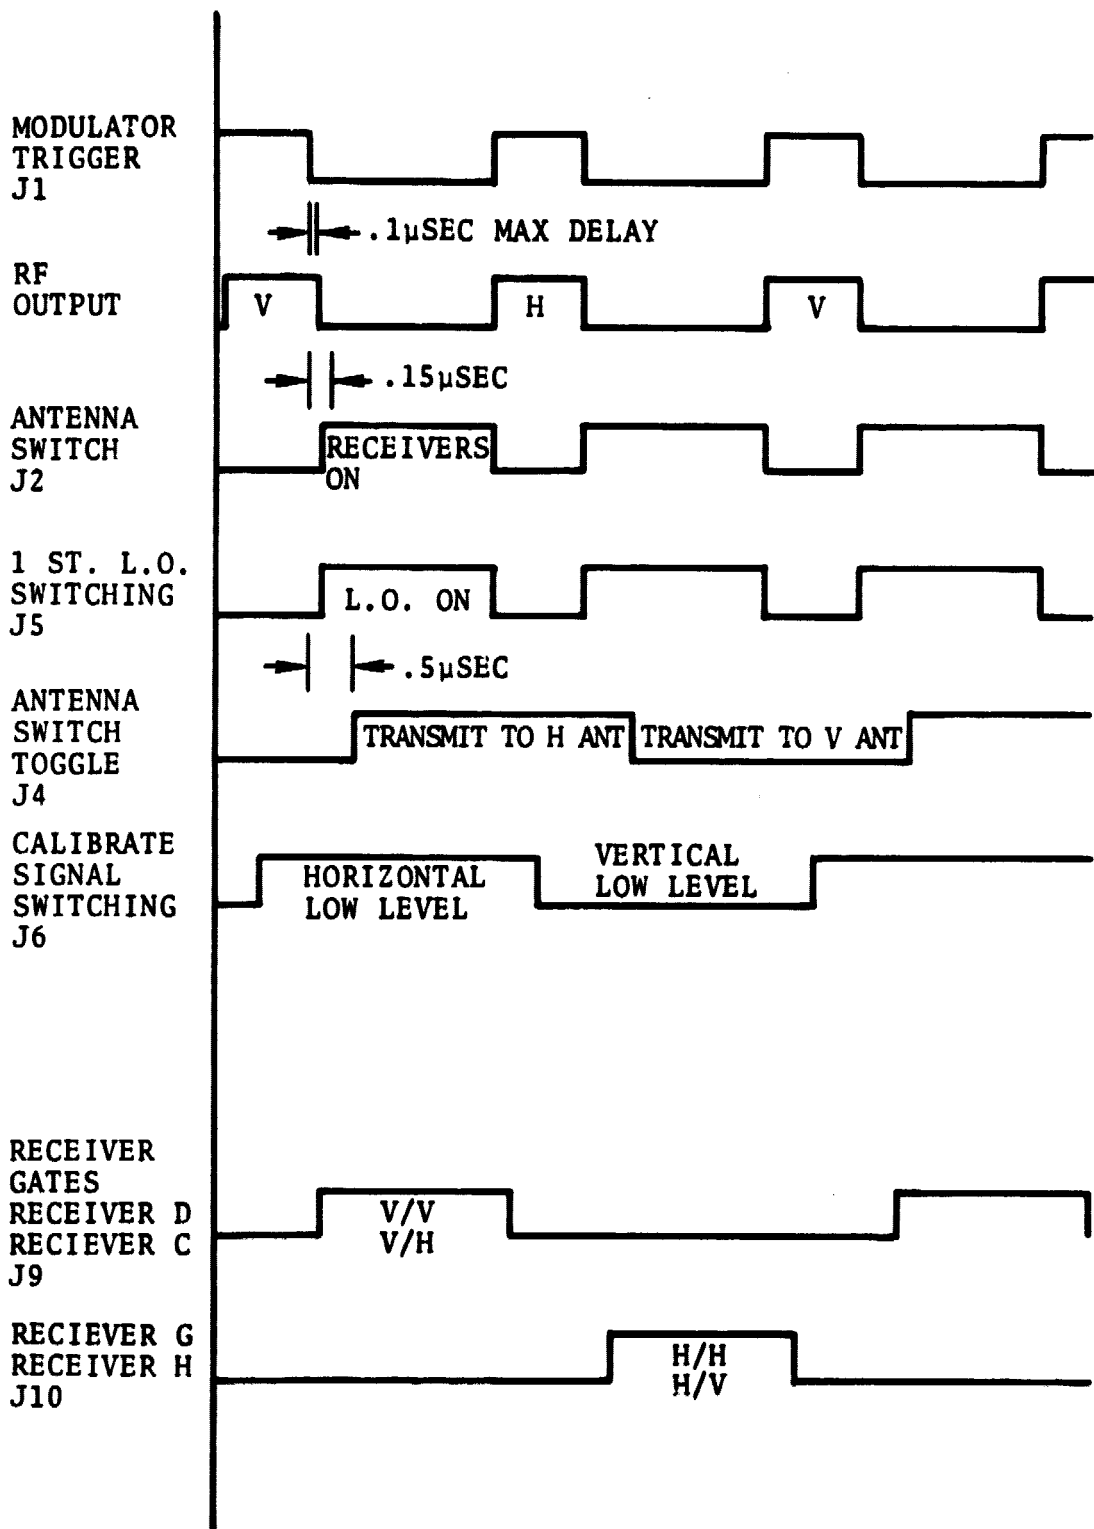 MODULATOR
TRIGGER
J1
.1μSEC MAX DELAY
RF
OUTPUT
V
H
V
.15μSEC
ANTENNA
SWITCH
J2
RECEIVERS
ON
1 ST. L.O.
SWITCHING
J5
L.O. ON
.5μSEC
ANTENNA
SWITCH
TOGGLE
J4
TRANSMIT TO H ANT
TRANSMIT TO V ANT
CALIBRATE
SIGNAL
SWITCHING
J6
HORIZONTAL
LOW LEVEL
VERTICAL
LOW LEVEL
RECEIVER
GATES
RECEIVER D
RECIEVER C
J9
V/V
V/H
RECIEVER G
RECEIVER H
J10
H/H
H/V